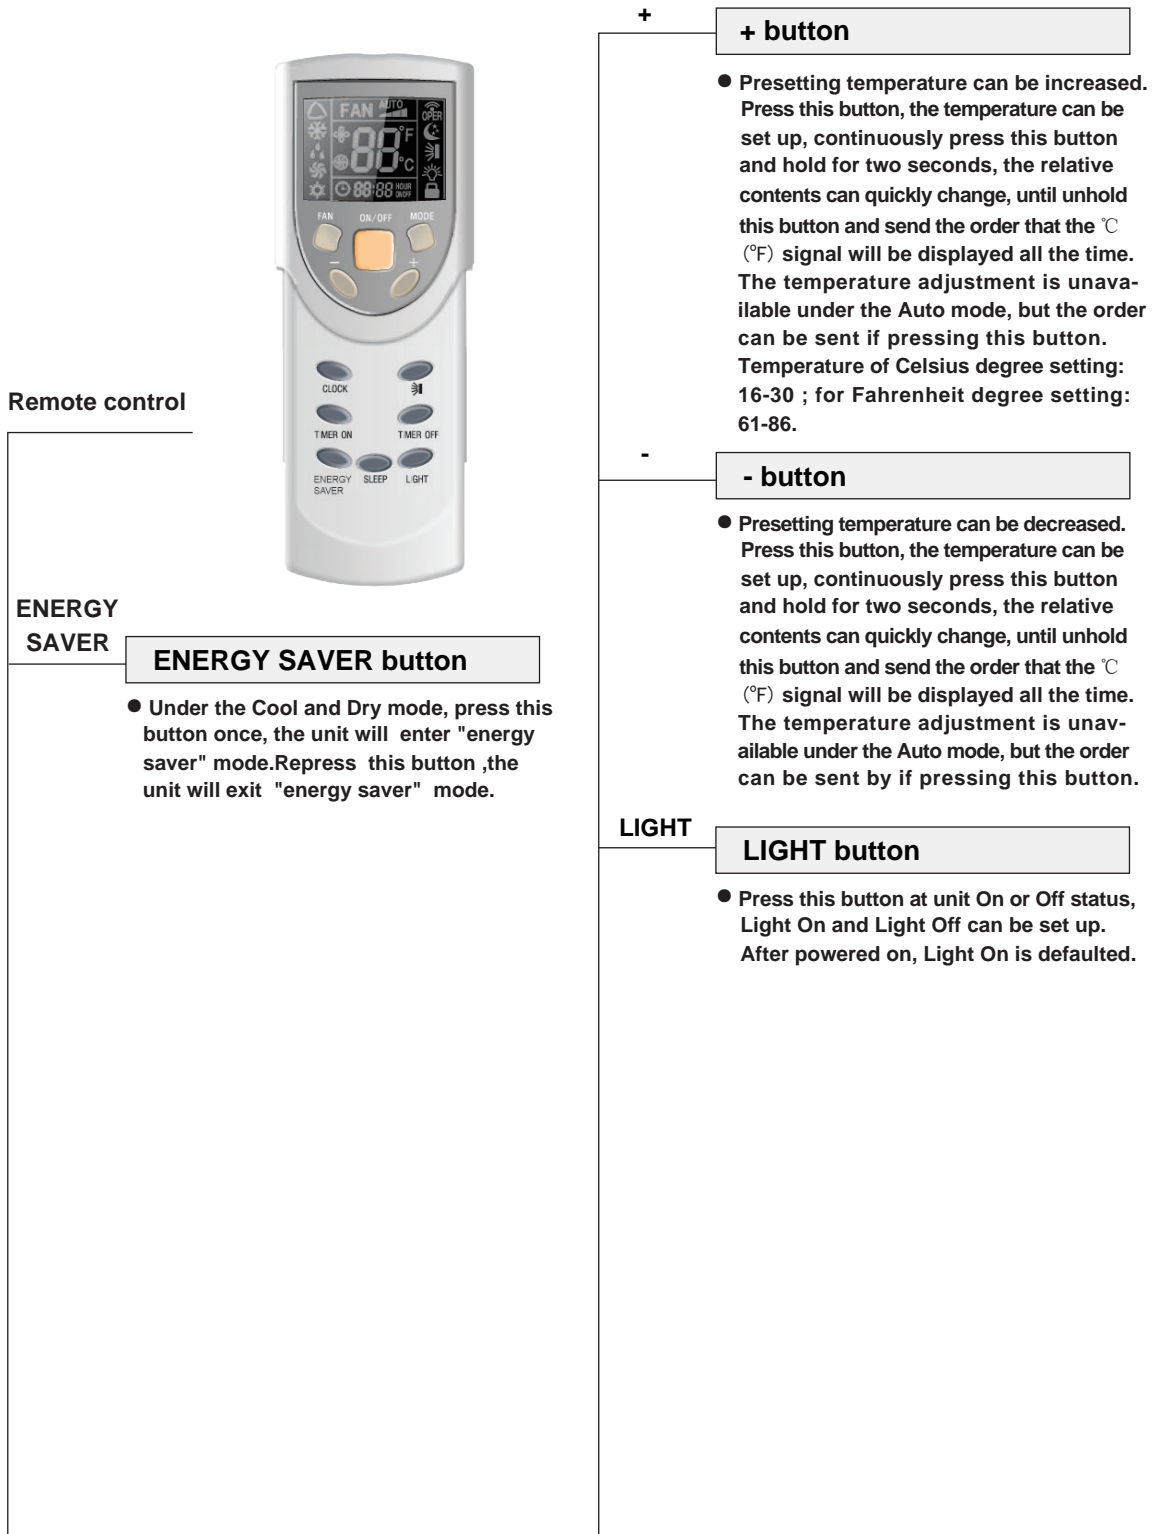 Remote control
FAN AUTO OPER
88 °F
°C
88:88 HOUR
ON/OFF
FAN ON/OFF MODE
- +
CLOCK
T MER ON T MER OFF
ENERGY SLEEP L GHT
SAVER
ENERGY
SAVER
ENERGY SAVER button
● Under the Cool and Dry mode, press this
button once, the unit will enter "energy
saver" mode.Repress this button ,the
unit will exit "energy saver" mode.
+
+ button
● Presetting temperature can be increased.
Press this button, the temperature can be
set up, continuously press this button
and hold for two seconds, the relative
contents can quickly change, until unhold
this button and send the order that the ℃
(°F) signal will be displayed all the time.
The temperature adjustment is unava-
ilable under the Auto mode, but the order
can be sent if pressing this button.
Temperature of Celsius degree setting:
16-30 ; for Fahrenheit degree setting:
61-86.
-
- button
● Presetting temperature can be decreased.
Press this button, the temperature can be
set up, continuously press this button
and hold for two seconds, the relative
contents can quickly change, until unhold
this button and send the order that the ℃
(°F) signal will be displayed all the time.
The temperature adjustment is unav-
ailable under the Auto mode, but the order
can be sent by if pressing this button.
LIGHT
LIGHT button
● Press this button at unit On or Off status,
Light On and Light Off can be set up.
After powered on, Light On is defaulted.